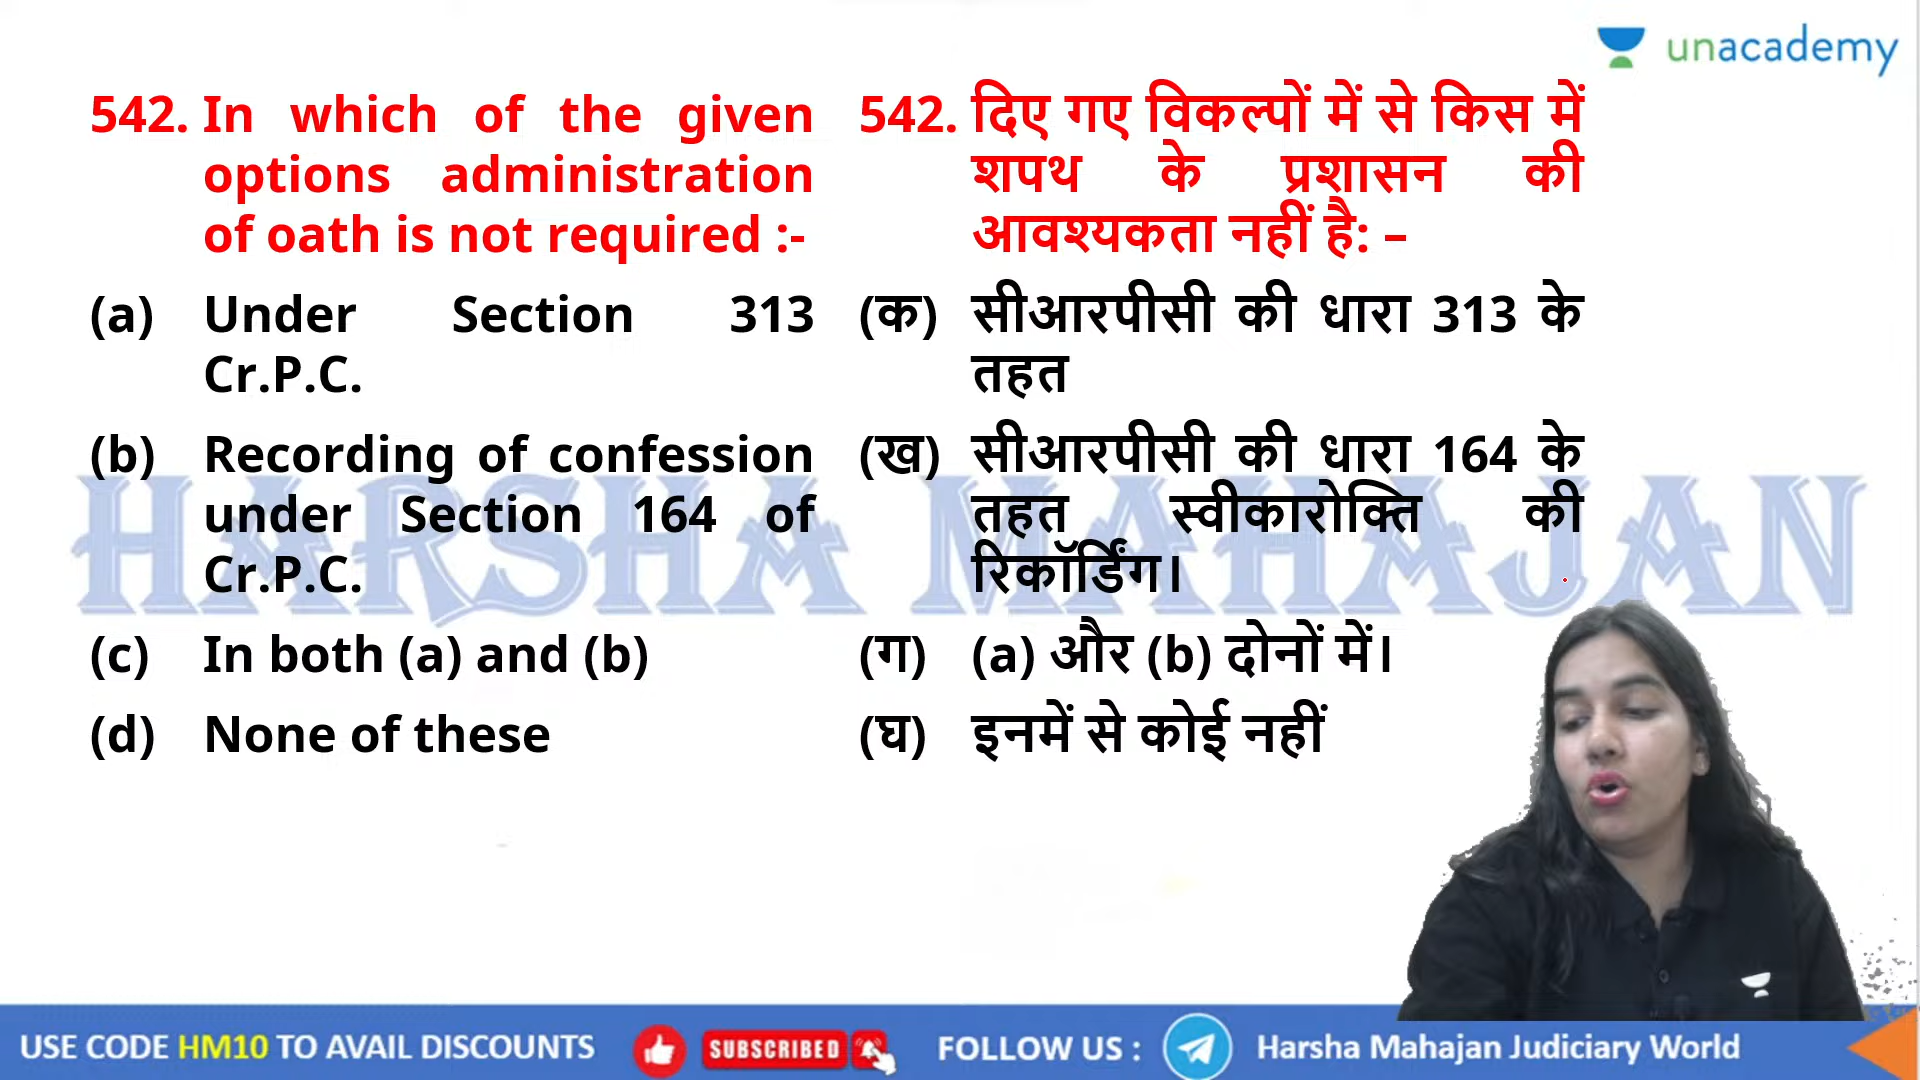 unacademy
542. In which of the given
options administration
of oath is not required :-
(a) Under Section 313
Cr.P.C.
(b) Recording of confession
under Section 164 of
Cr.P.C.
(c) In both (a) and (b)
(d) None of these
542. दिए गए विकल्पों में से किस में
शपथ के प्रशासन की
आवश्यकता नहीं है: –
(क) सीआरपीसी की धारा 313 के
तहत
(ख) सीआरपीसी की धारा 164 के
तहत स्वीकारोक्ति की
रिकॉर्डिंग।
(ग) (a) और (b) दोनों में।
(घ) इनमें से कोई नहीं
HARSHA MAHAJAN
USE CODE HM10 TO AVAIL DISCOUNTS
SUBSCRIBED
FOLLOW US :
Harsha Mahajan Judiciary World